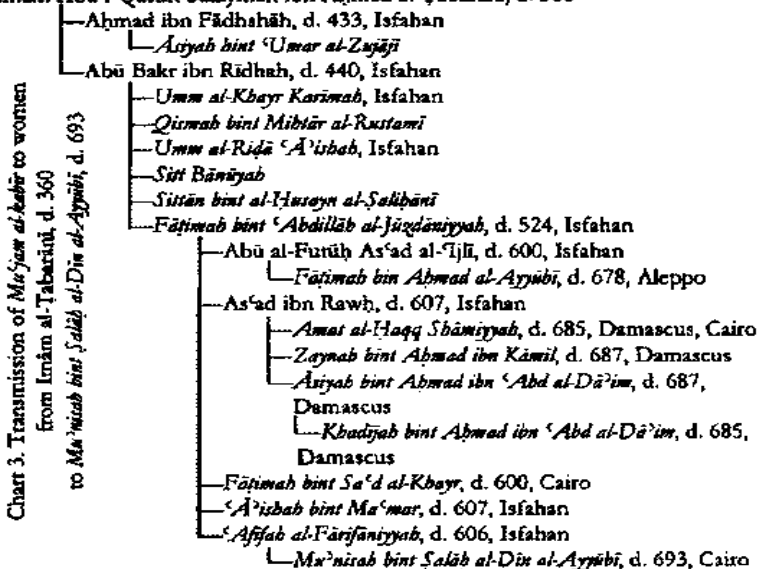 Aḥmad ibn Fādhshāh, d. 433, Isfahan
Āsiyah bint ʿUmar al-Zujājī
Abū Bakr ibn Rīdhah, d. 440, Isfahan
Umm al-Khayr Karīmah, Isfahan
Qismah bint Mihtār al-Rustamī
Umm al-Riḍā ʿĀʾishah, Isfahan
Sitt Bānūyah
Sittān bint al-Ḥusayn al-Ṣaliḥānī
Fāṭimah bint ʿAbdillāh al-Jūzdāniyyah, d. 524, Isfahan
Abū al-Futūḥ Asʿad al-ʿIjlī, d. 600, Isfahan
Fāṭimah bin Aḥmad al-Ayyūbī, d. 678, Aleppo
Asʿad ibn Rawḥ, d. 607, Isfahan
Amat al-Ḥaqq Shāmiyyah, d. 685, Damascus, Cairo
Zaynab bint Aḥmad ibn Kāmil, d. 687, Damascus
Āsiyah bint Aḥmad ibn ʿAbd al-Dāʾim, d. 687,
Damascus
Khadījah bint Aḥmad ibn ʿAbd al-Dāʾim, d. 685,
Damascus
Fāṭimah bint Saʿd al-Khayr, d. 600, Cairo
ʿĀʾishah bint Maʿmar, d. 607, Isfahan
ʿAfīfah al-Fārifāniyyah, d. 606, Isfahan
Muʾnisah bint Ṣalāḥ al-Dīn al-Ayyūbī, d. 693, Cairo
Chart 3. Transmission of Muʿjam al-kabīr to women
from Imām al-Ṭabarānī, d. 360
to Muʾnisah bint Ṣalāḥ al-Dīn al-Ayyūbī, d. 693